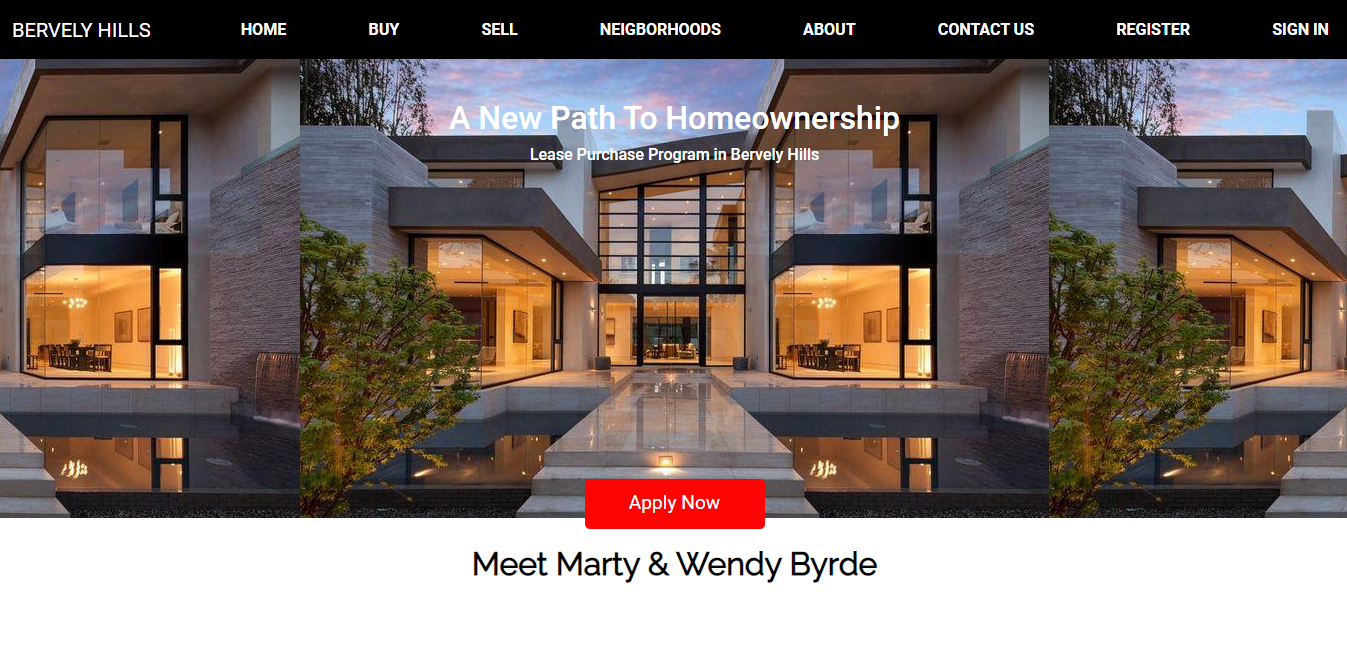 BERVELY HILLS HOME BUY SELL NEIGBORHOODS ABOUT CONTACT US REGISTER SIGN IN
A New Path To Homeownership
Lease Purchase Program in Bervely Hills
Apply Now
Meet Marty & Wendy Byrde